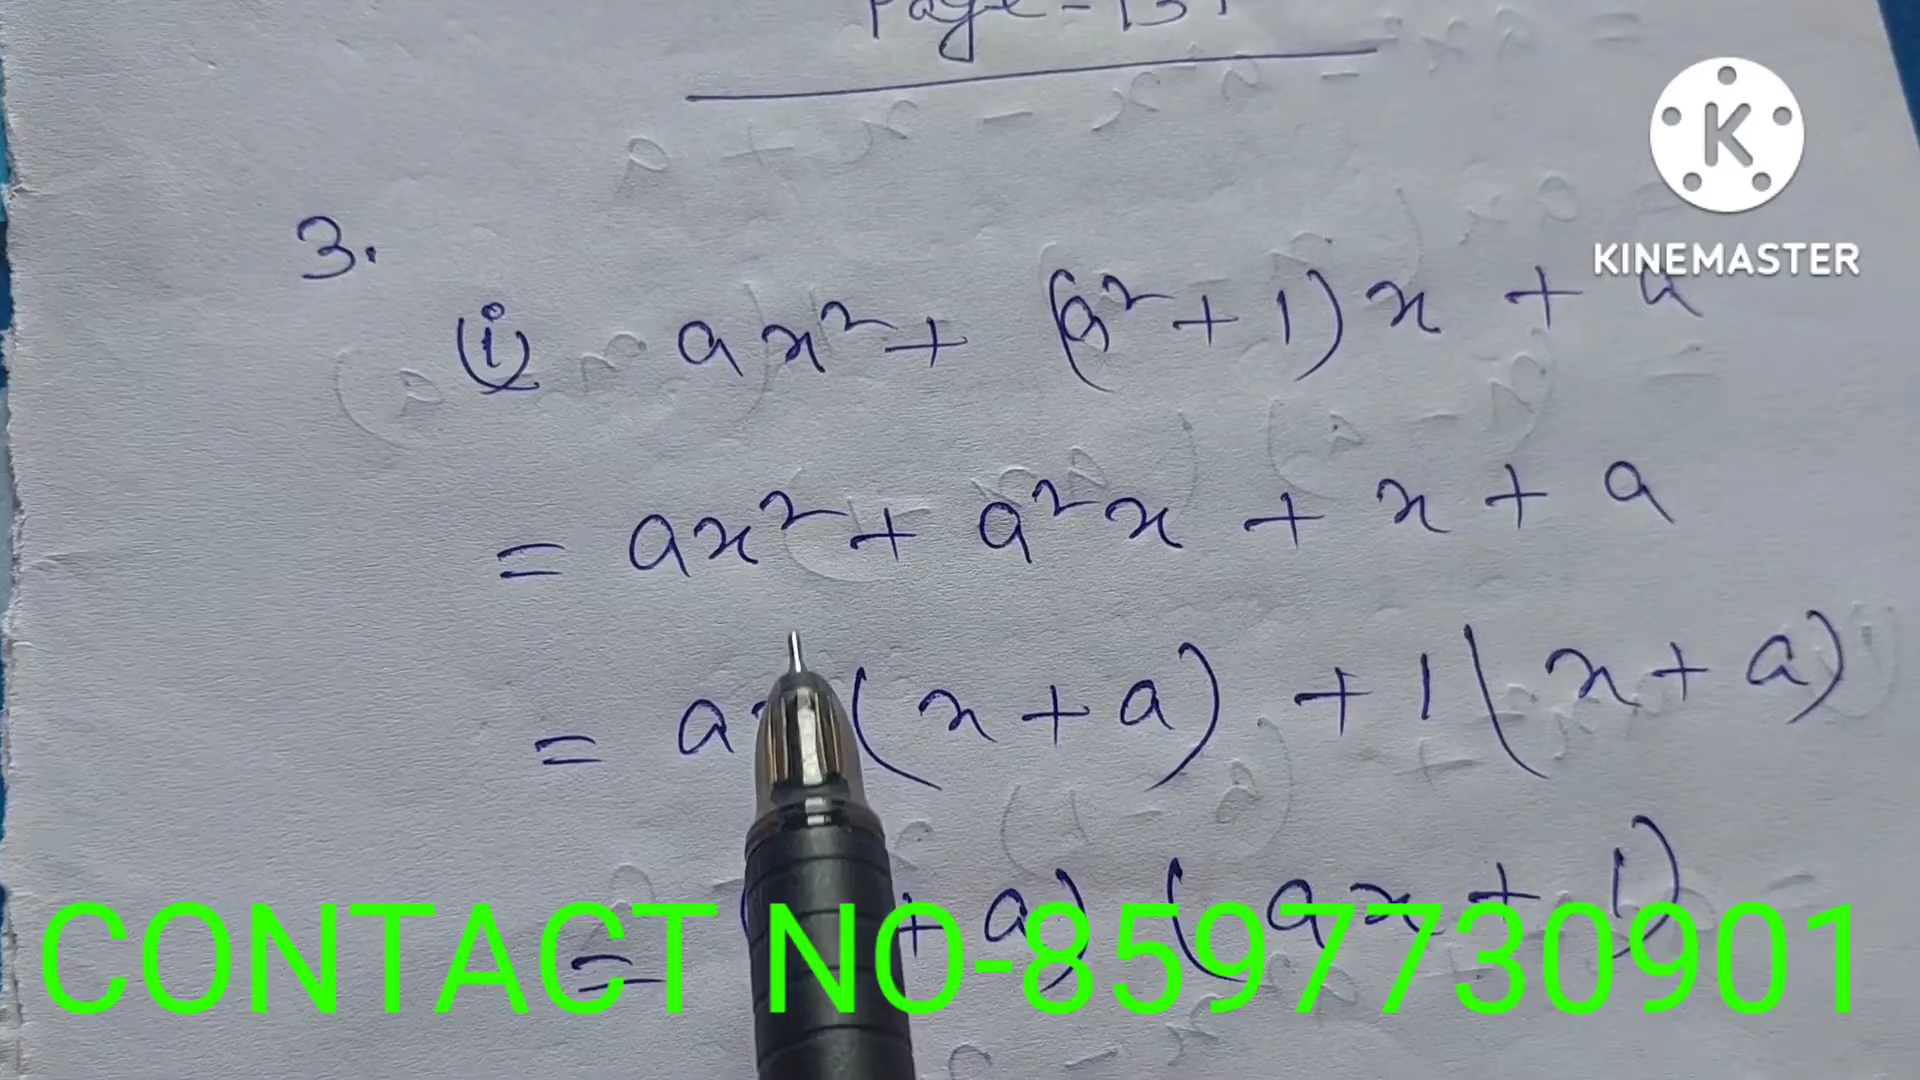 Page - 131
KINEMASTER
3.
(i) ax² + (a²+1)x + a
= ax² + a²x + x + a
= a (x+a) + 1(x+a)
= + a) (ax+1)
CONTACT NO-8597730901